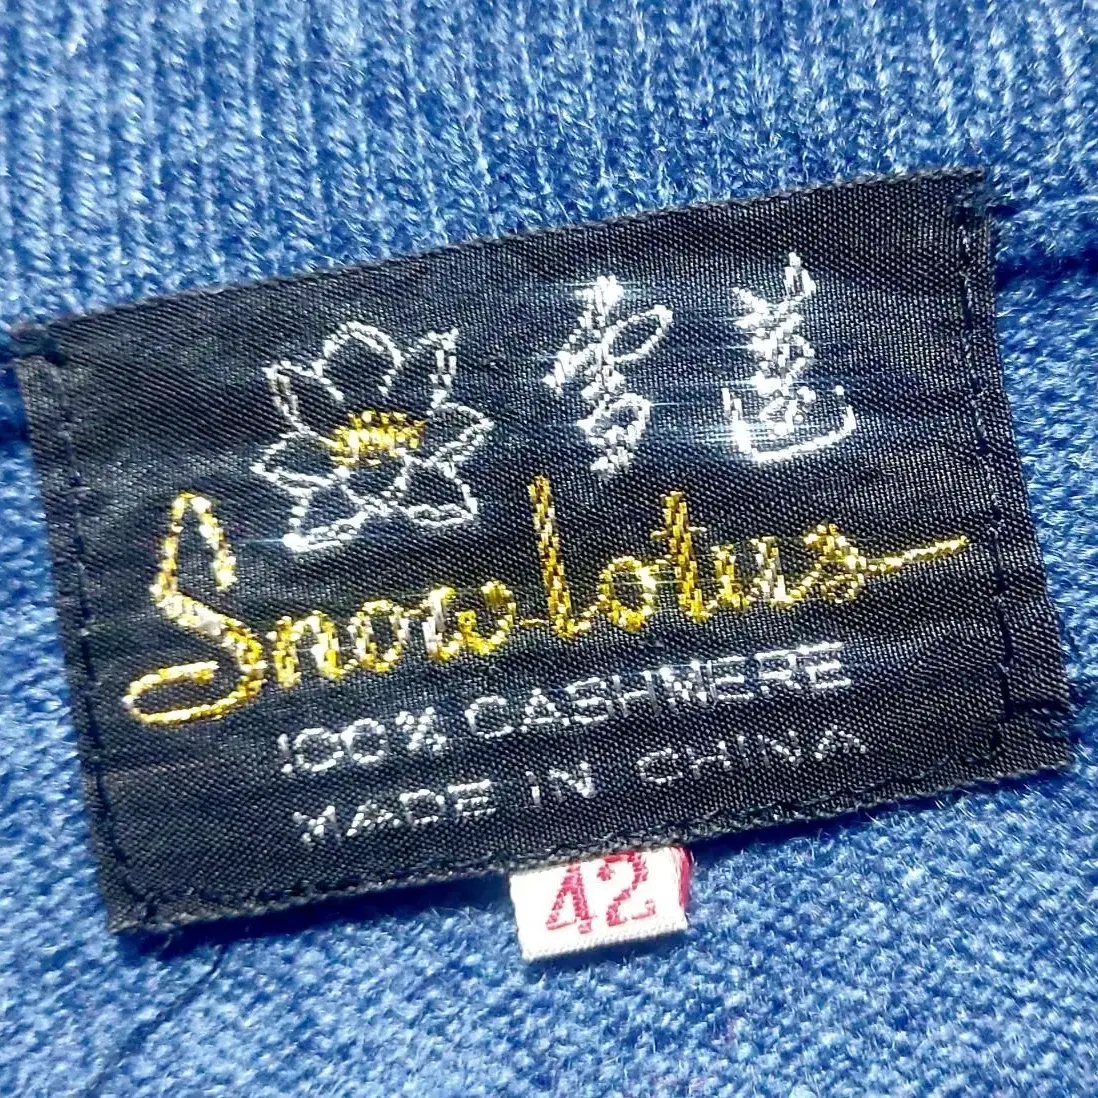 雪莲
Snow lotus
100% CASHMERE
MADE IN CHINA
42